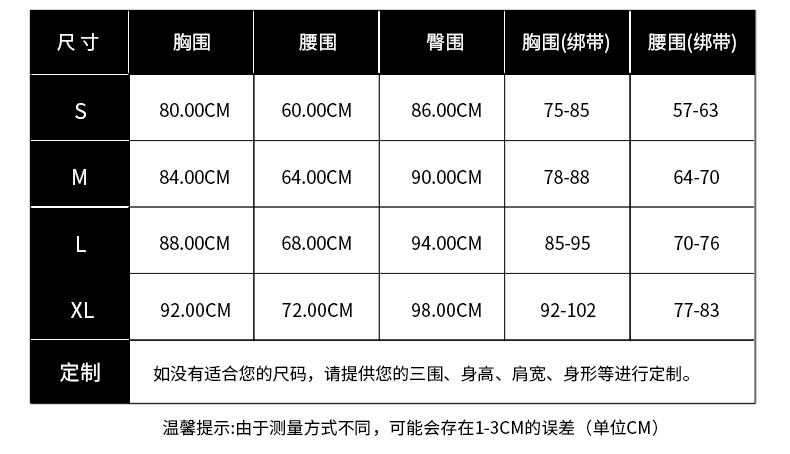 尺寸 胸围 腰围 臀围 胸围(绑带) 腰围(绑带)
S 80.00CM 60.00CM 86.00CM 75-85 57-63
M 84.00CM 64.00CM 90.00CM 78-88 64-70
L 88.00CM 68.00CM 94.00CM 85-95 70-76
XL 92.00CM 72.00CM 98.00CM 92-102 77-83
定制 如没有适合您的尺码，请提供您的三围、身高、肩宽、身形等进行定制。
温馨提示:由于测量方式不同，可能会存在1-3CM的误差（单位CM）